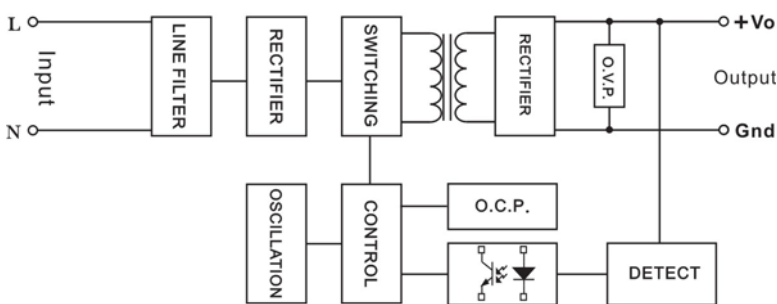 L
Input
N
LINE FILTER
RECTIFIER
SWITCHING
RECTIFIER
O.V.P.
+Vo
Output
Gnd
OSCILLATION
CONTROL
O.C.P.
DETECT